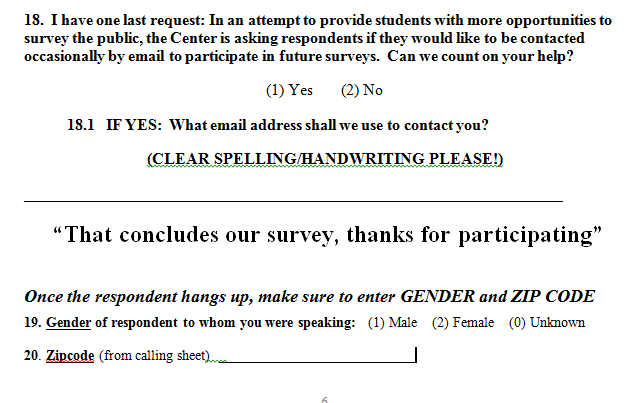 18. I have one last request: In an attempt to provide students with more opportunities to
survey the public, the Center is asking respondents if they would like to be contacted
occasionally by email to participate in future surveys. Can we count on your help?
(1) Yes (2) No
18.1 IF YES: What email address shall we use to contact you?
(CLEAR SPELLING/HANDWRITING PLEASE!)
“That concludes our survey, thanks for participating”
Once the respondent hangs up, make sure to enter GENDER and ZIP CODE
19. Gender of respondent to whom you were speaking: (1) Male (2) Female (0) Unknown
20. Zipcode (from calling sheet)